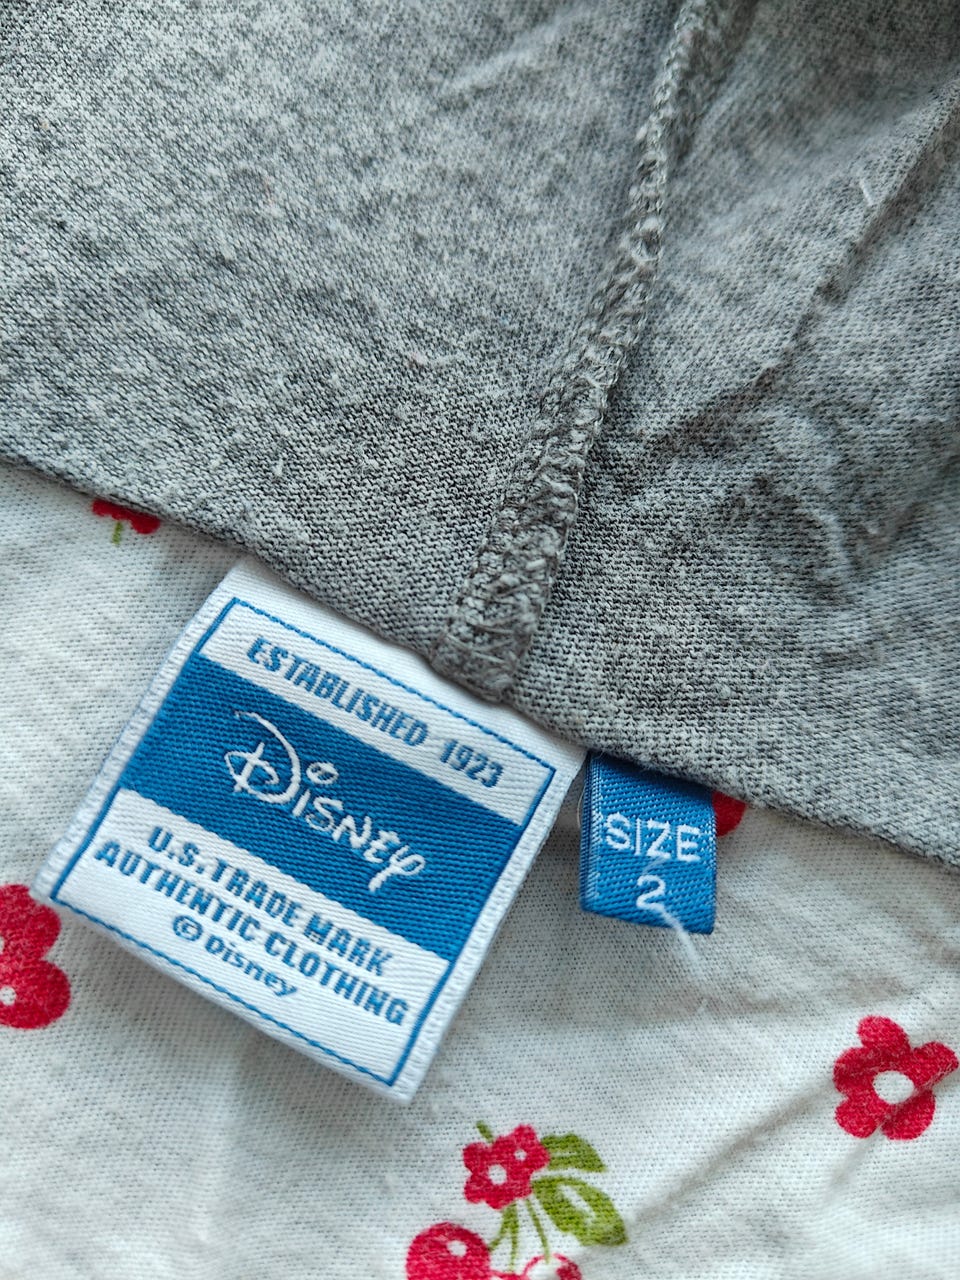 ESTABLISHED 1923
Disney
U.S.TRADE MARK
AUTHENTIC CLOTHING
© Disney
SIZE
2